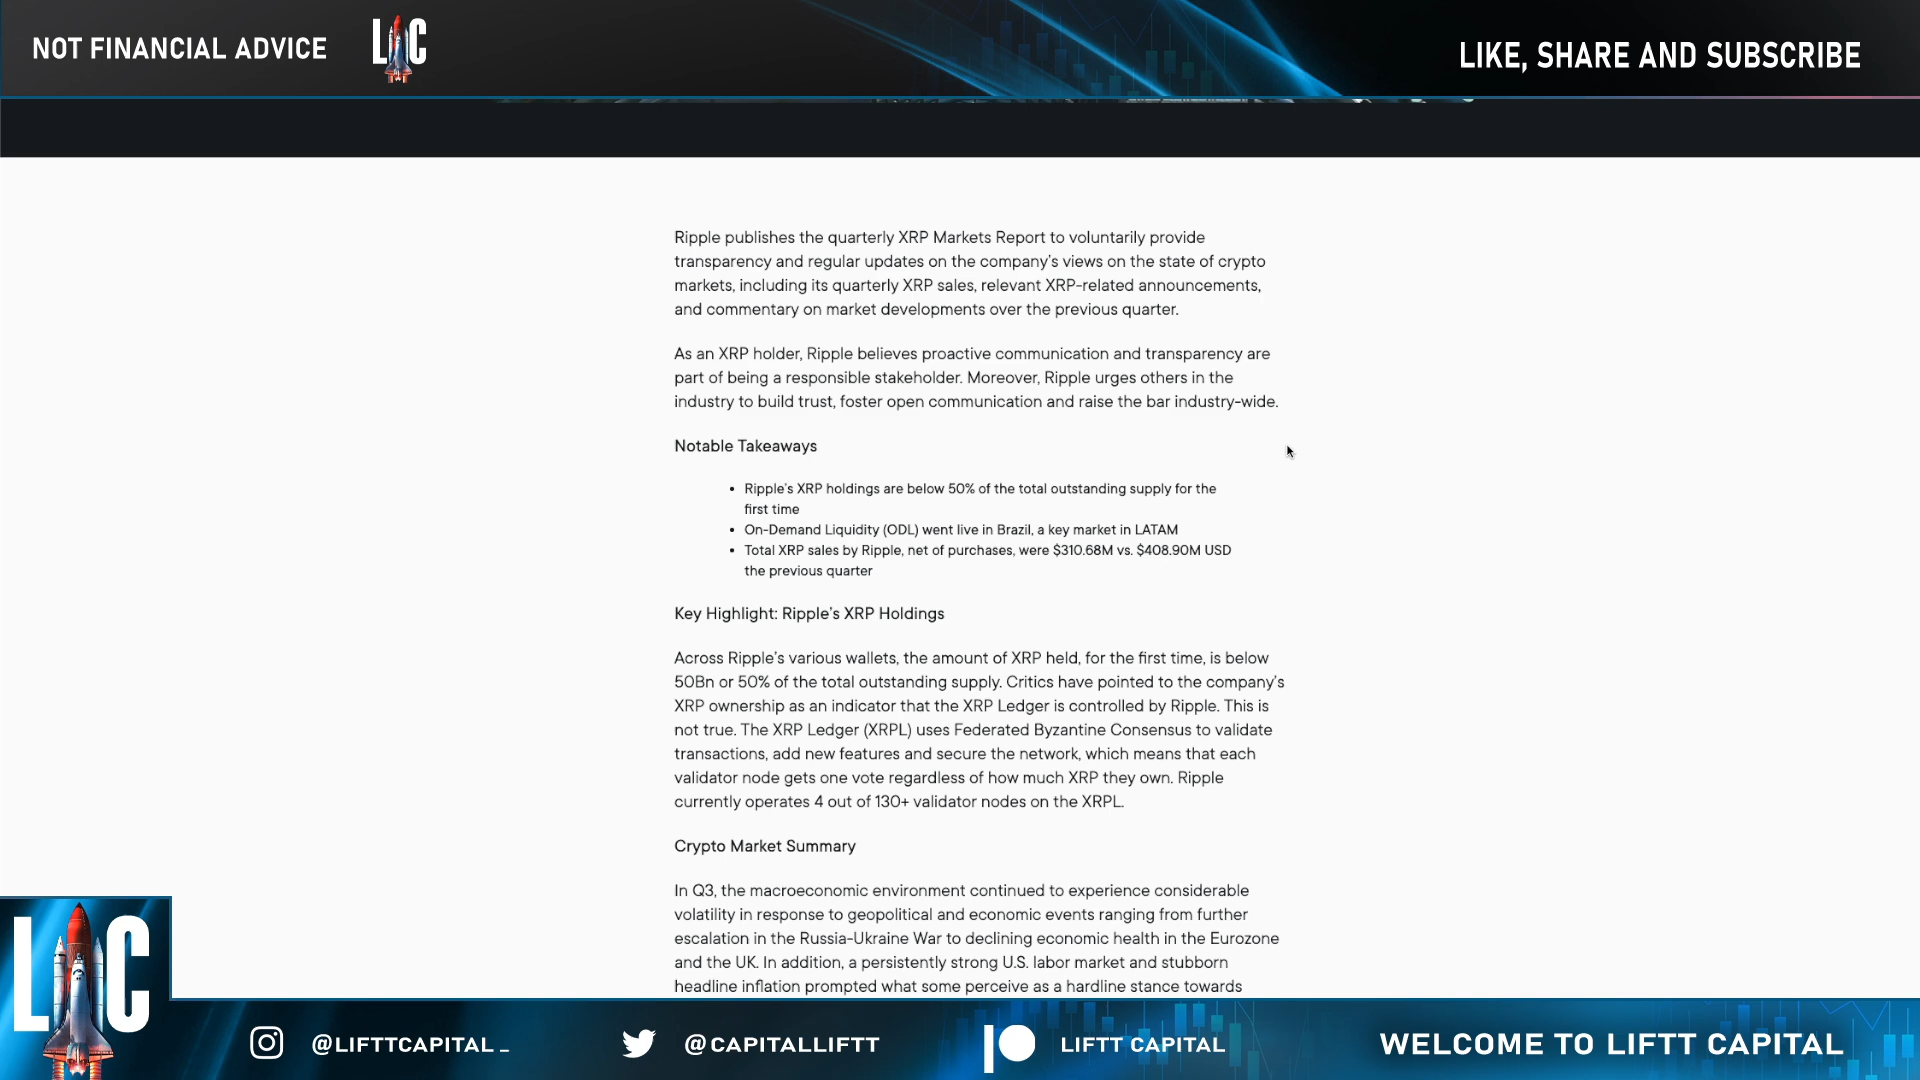 NOT FINANCIAL ADVICE
LC
LIKE, SHARE AND SUBSCRIBE
Ripple publishes the quarterly XRP Markets Report to voluntarily provide
transparency and regular updates on the company's views on the state of crypto
markets, including its quarterly XRP sales, relevant XRP-related announcements,
and commentary on market developments over the previous quarter.
As an XRP holder, Ripple believes proactive communication and transparency are
part of being a responsible stakeholder. Moreover, Ripple urges others in the
industry to build trust, foster open communication and raise the bar industry-wide.
Notable Takeaways
• Ripple's XRP holdings are below 50% of the total outstanding supply for the
first time
• On-Demand Liquidity (ODL) went live in Brazil, a key market in LATAM
• Total XRP sales by Ripple, net of purchases, were $310.68M vs. $408.90M USD
the previous quarter
Key Highlight: Ripple's XRP Holdings
Across Ripple's various wallets, the amount of XRP held, for the first time, is below
50Bn or 50% of the total outstanding supply. Critics have pointed to the company's
XRP ownership as an indicator that the XRP Ledger is controlled by Ripple. This is
not true. The XRP Ledger (XRPL) uses Federated Byzantine Consensus to validate
transactions, add new features and secure the network, which means that each
validator node gets one vote regardless of how much XRP they own. Ripple
currently operates 4 out of 130+ validator nodes on the XRPL.
Crypto Market Summary
In Q3, the macroeconomic environment continued to experience considerable
volatility in response to geopolitical and economic events ranging from further
escalation in the Russia-Ukraine War to declining economic health in the Eurozone
and the UK. In addition, a persistently strong U.S. labor market and stubborn
headline inflation prompted what some perceive as a hardline stance towards
LC
@LIFTTCAPITAL_
@CAPITALLIFTT
LIFTT CAPITAL
WELCOME TO LIFTT CAPITAL